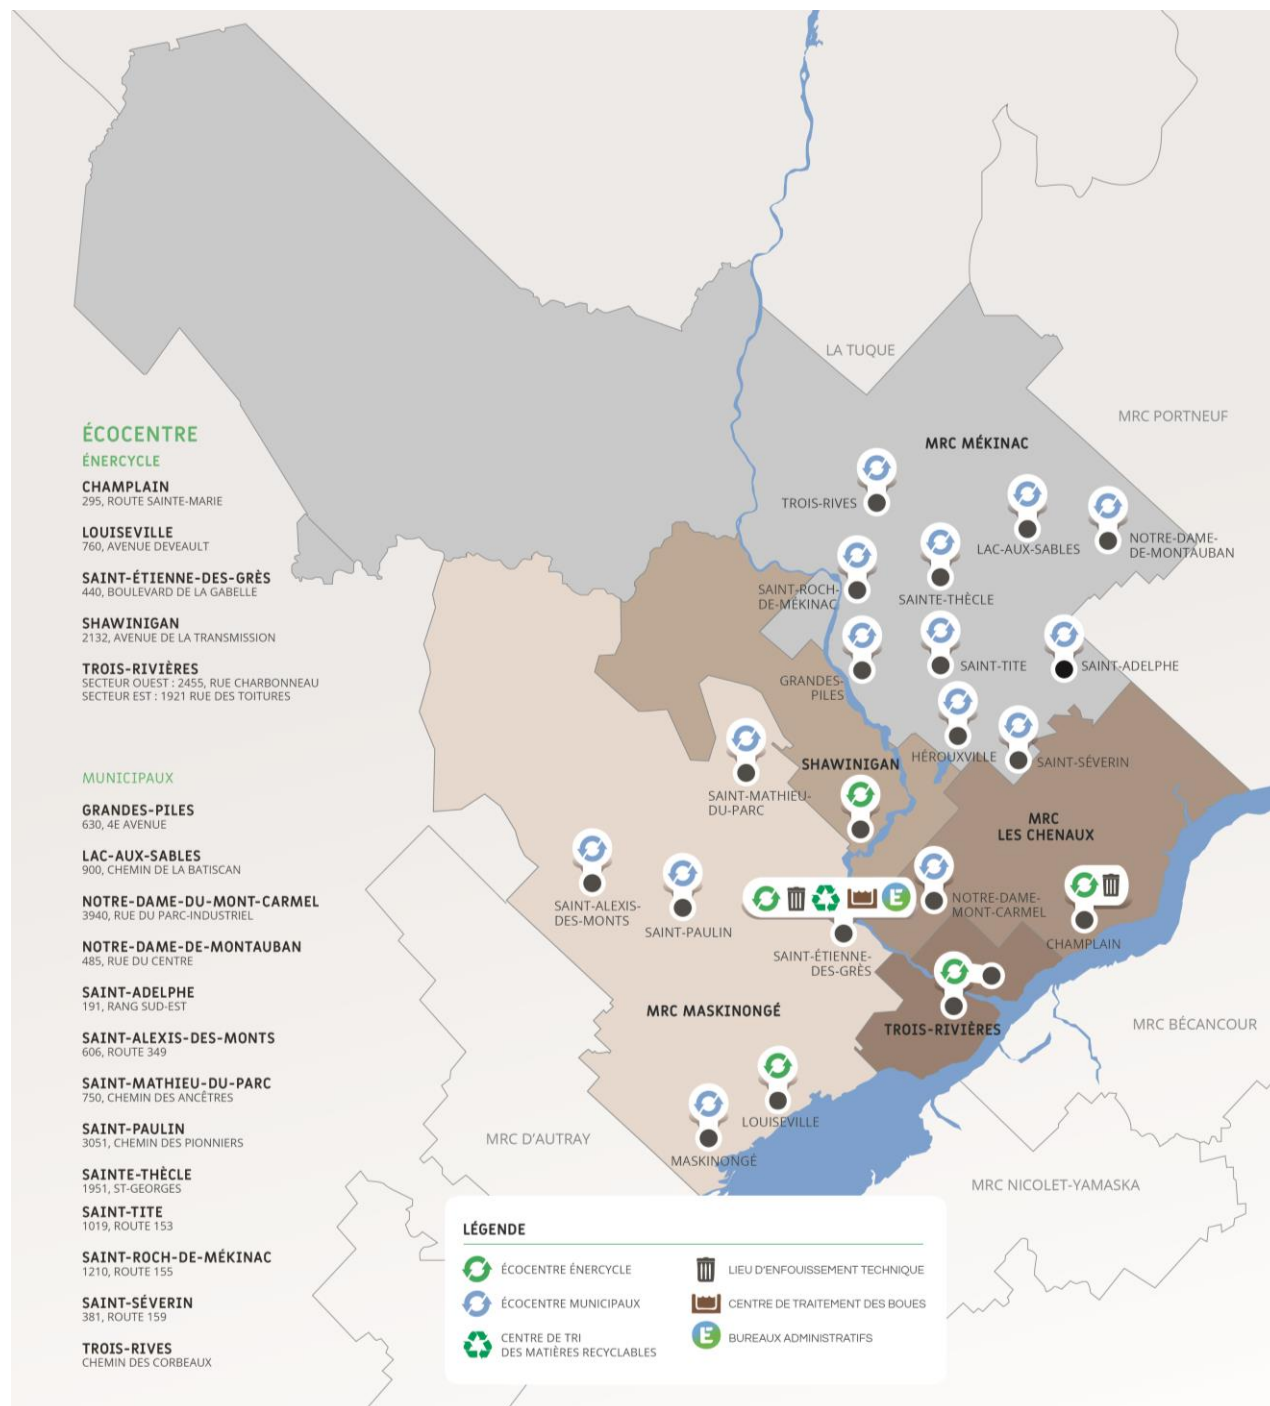 ÉCOCENTRE
ÉNERCYCLE
CHAMPLAIN
295, ROUTE SAINTE-MARIE
LOUISEVILLE
760, AVENUE DEVEAULT
SAINT-ÉTIENNE-DES-GRÈS
440, BOULEVARD DE LA GABELLE
SHAWINIGAN
2132, AVENUE DE LA TRANSMISSION
TROIS-RIVIÈRES
SECTEUR OUEST : 2455, RUE CHARBONNEAU
SECTEUR EST : 1921 RUE DES TOITURES
MUNICIPAUX
GRANDES-PILES
630, 4E AVENUE
LAC-AUX-SABLES
900, CHEMIN DE LA BATISCAN
NOTRE-DAME-DU-MONT-CARMEL
3940, RUE DU PARC-INDUSTRIEL
NOTRE-DAME-DE-MONTAUBAN
485, RUE DU CENTRE
SAINT-ADELPHE
191, RANG SUD-EST
SAINT-ALEXIS-DES-MONTS
606, ROUTE 349
SAINT-MATHIEU-DU-PARC
750, CHEMIN DES ANCÊTRES
SAINT-PAULIN
3051, CHEMIN DES PIONNIERS
SAINTE-THÈCLE
1951, ST-GEORGES
SAINT-TITE
1019, ROUTE 153
SAINT-ROCH-DE-MÉKINAC
1210, ROUTE 155
SAINT-SÉVERIN
381, ROUTE 159
TROIS-RIVES
CHEMIN DES CORBEAUX
LA TUQUE
MRC PORTNEUF
MRC MÉKINAC
TROIS-RIVES
LAC-AUX-SABLES
NOTRE-DAME-
DE-MONTAUBAN
SAINT-ROCH-
DE-MÉKINAC
SAINTE-THÈCLE
SAINT-TITE
SAINT-ADELPHE
GRANDES-
PILES
HÉROUXVILLE
SAINT-SÉVERIN
SHAWINIGAN
SAINT-MATHIEU-
DU-PARC
MRC
LES CHENAUX
SAINT-ALEXIS-
DES-MONTS
SAINT-PAULIN
E
NOTRE-DAME-
MONT-CARMEL
CHAMPLAIN
SAINT-ÉTIENNE-
DES-GRÈS
MRC MASKINONGÉ
TROIS-RIVIÈRES
MRC BÉCANCOUR
LOUISEVILLE
MASKINONGÉ
MRC D'AUTRAY
MRC NICOLET-YAMASKA
LÉGENDE
ÉCOCENTRE ÉNERCYCLE
ÉCOCENTRE MUNICIPAUX
CENTRE DE TRI
DES MATIÈRES RECYCLABLES
LIEU D'ENFOUISSEMENT TECHNIQUE
CENTRE DE TRAITEMENT DES BOUES
E
BUREAUX ADMINISTRATIFS